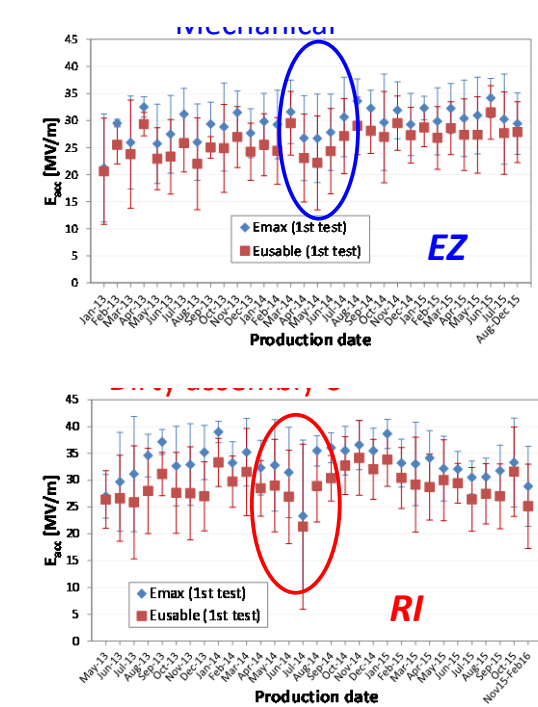 Mechanical
45
40
35
30
25
20
15
10
5
0
E_acc [MV/m]
Emax (1st test)
Eusable (1st test)
EZ
Jan-13
Feb-13
Mar-13
Apr-13
May-13
Jun-13
Jul-13
Aug-13
Sep-13
Oct-13
Nov-13
Dec-13
Jan-14
Feb-14
Mar-14
Apr-14
May-14
Jun-14
Jul-14
Aug-14
Sep-14
Oct-14
Nov-14
Dec-14
Jan-15
Feb-15
Mar-15
Apr-15
May-15
Jun-15
Jul-15
Aug-Dec 15
Production date
Dirty assembly
45
40
35
30
25
20
15
10
5
0
E_acc [MV/m]
Emax (1st test)
Eusable (1st test)
RI
May-13
Jun-13
Jul-13
Aug-13
Sep-13
Oct-13
Nov-13
Dec-13
Jan-14
Feb-14
Mar-14
Apr-14
May-14
Jun-14
Jul-14
Aug-14
Sep-14
Oct-14
Nov-14
Dec-14
Jan-15
Feb-15
Mar-15
Apr-15
May-15
Jun-15
Jul-15
Aug-15
Sep-15
Oct-15
Nov15-Feb16
Production date